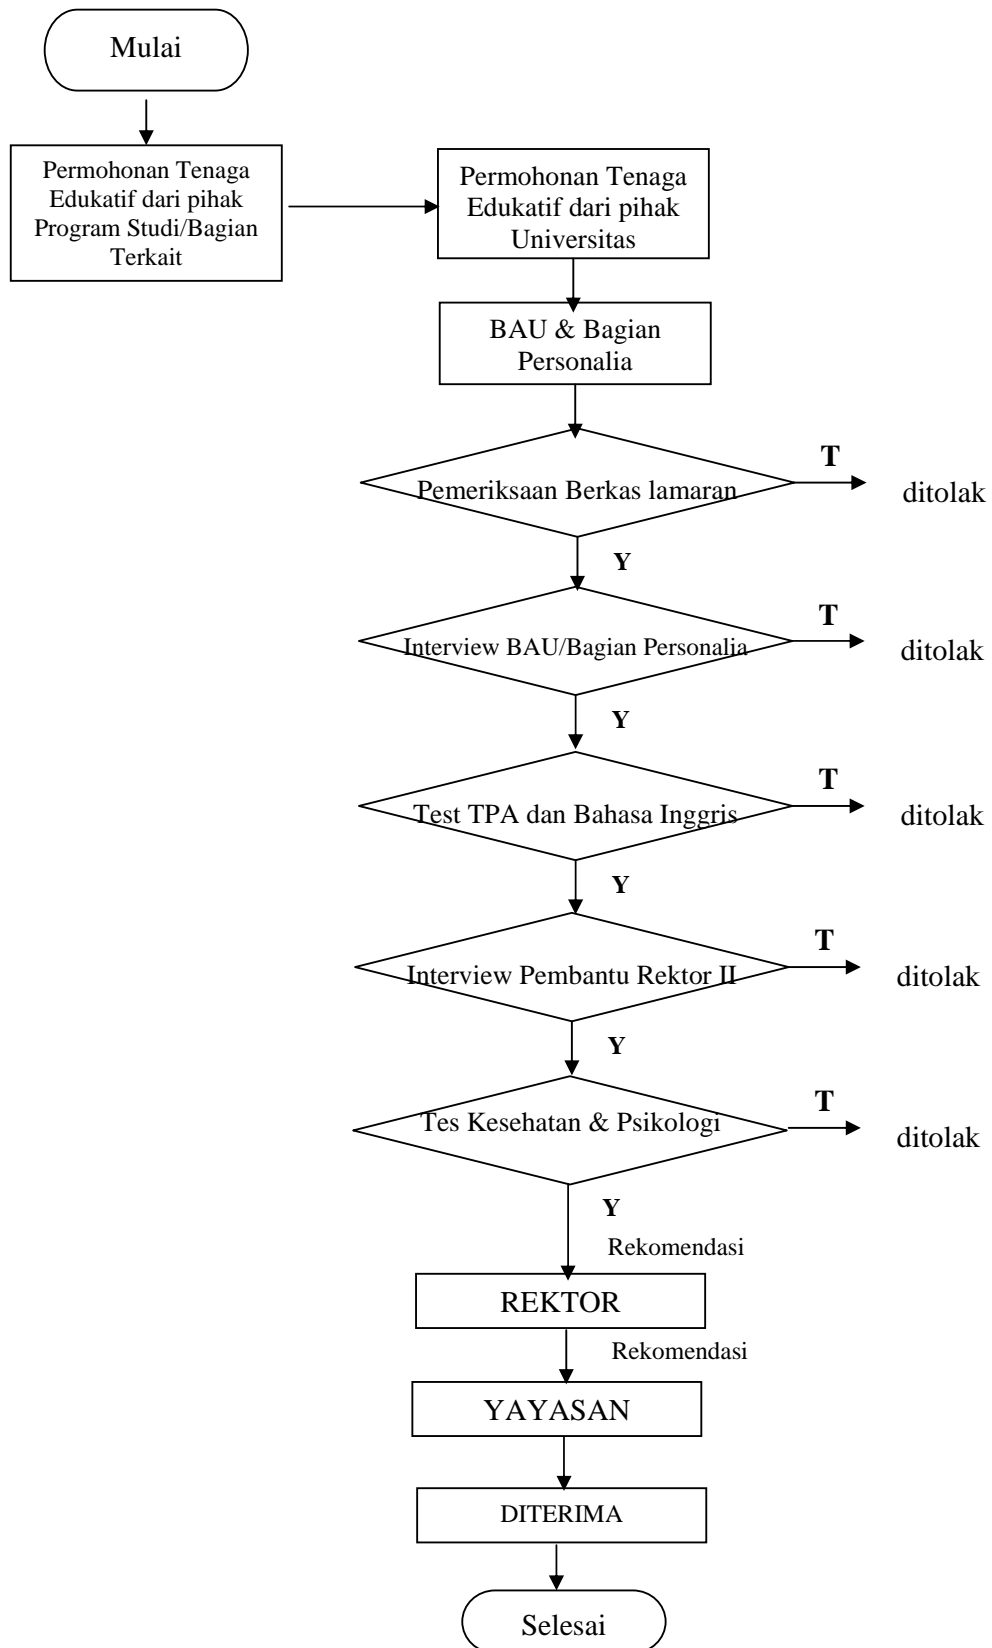 Mulai
Permohonan Tenaga
Edukatif dari pihak
Program Studi/Bagian
Terkait
Permohonan Tenaga
Edukatif dari pihak
Universitas
BAU & Bagian
Personalia
Pemeriksaan Berkas lamaran
T
ditolak
Y
Interview BAU/Bagian Personalia
T
ditolak
Y
Test TPA dan Bahasa Inggris
T
ditolak
Y
Interview Pembantu Rektor II
T
ditolak
Y
Tes Kesehatan & Psikologi
T
ditolak
Y
Rekomendasi
REKTOR
Rekomendasi
YAYASAN
DITERIMA
Selesai